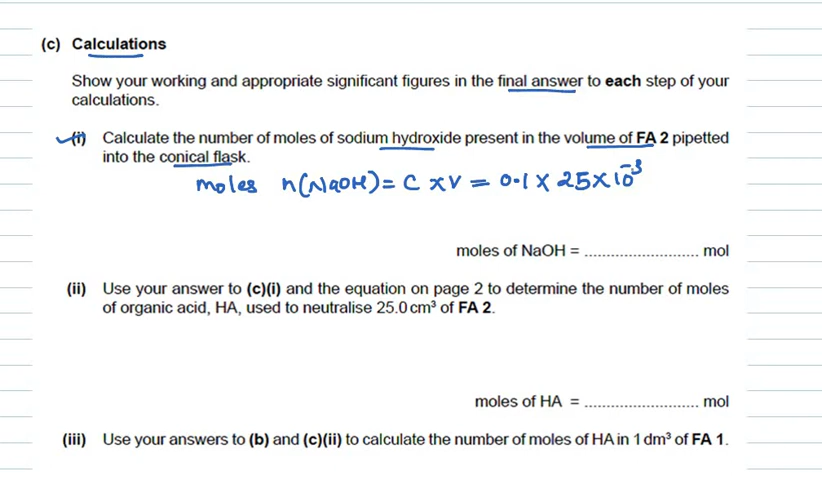 (c) Calculations
Show your working and appropriate significant figures in the final answer to each step of your
calculations.
(i) Calculate the number of moles of sodium hydroxide present in the volume of FA 2 pipetted
into the conical flask.
moles n(NaOH) = C x V = 0.1 x 25 x 10⁻³
moles of NaOH = .......................... mol
(ii) Use your answer to (c)(i) and the equation on page 2 to determine the number of moles
of organic acid, HA, used to neutralise 25.0 cm³ of FA 2.
moles of HA = .......................... mol
(iii) Use your answers to (b) and (c)(ii) to calculate the number of moles of HA in 1 dm³ of FA 1.